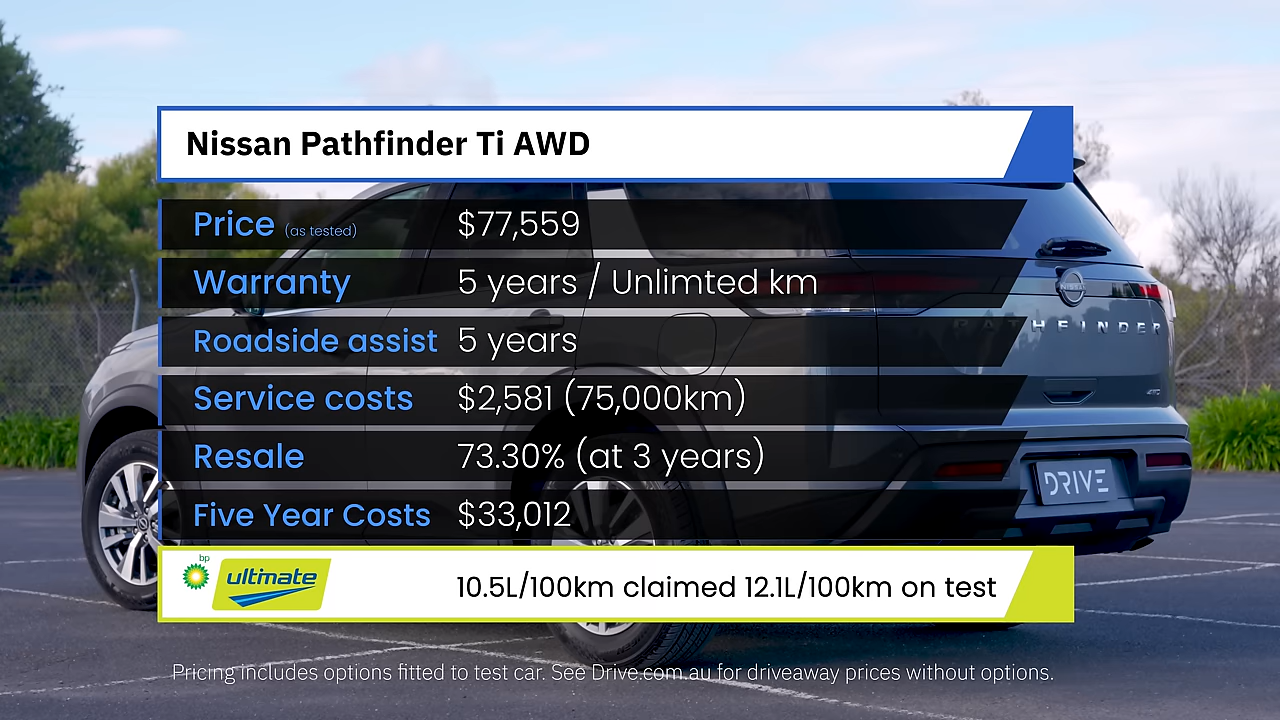 Nissan Pathfinder Ti AWD
Price (as tested) $77,559
Warranty 5 years / Unlimted km
Roadside assist 5 years
Service costs $2,581 (75,000km)
Resale 73.30% (at 3 years)
Five Year Costs $33,012
bp ultimate 10.5L/100km claimed 12.1L/100km on test
Pricing includes options fitted to test car. See Drive.com.au for driveaway prices without options.
NISSAN
PATHFINDER
4WD
DRIVE